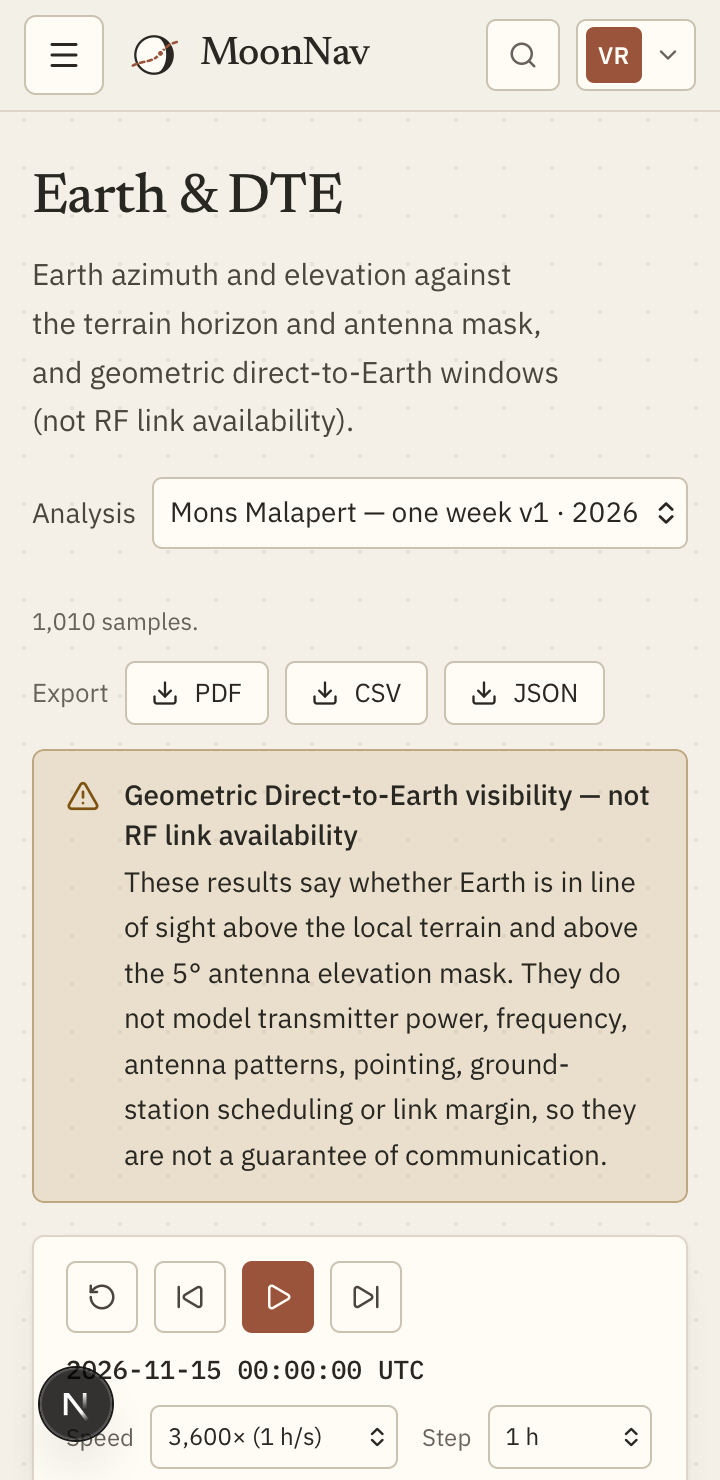 MoonNav
VR
Earth & DTE
Earth azimuth and elevation against
the terrain horizon and antenna mask,
and geometric direct-to-Earth windows
(not RF link availability).
Analysis
Mons Malapert — one week v1 · 2026
1,010 samples.
Export
PDF
CSV
JSON
Geometric Direct-to-Earth visibility — not
RF link availability
These results say whether Earth is in line
of sight above the local terrain and above
the 5° antenna elevation mask. They do
not model transmitter power, frequency,
antenna patterns, pointing, ground-
station scheduling or link margin, so they
are not a guarantee of communication.
2026-11-15 00:00:00 UTC
N
Speed
3,600× (1 h/s)
Step
1 h